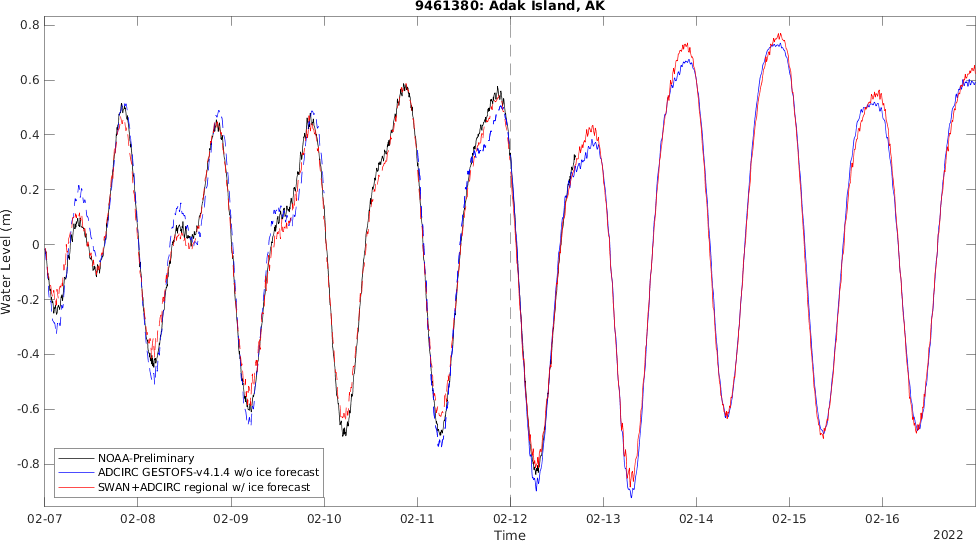 9461380: Adak Island, AK
0.8
0.6
0.4
0.2
0
-0.2
-0.4
-0.6
-0.8
Water Level (m)
NOAA-Preliminary
ADCIRC GESTOFS-v4.1.4 w/o ice forecast
SWAN+ADCIRC regional w/ ice forecast
02-07 02-08 02-09 02-10 02-11 02-12 02-13 02-14 02-15 02-16
Time
2022